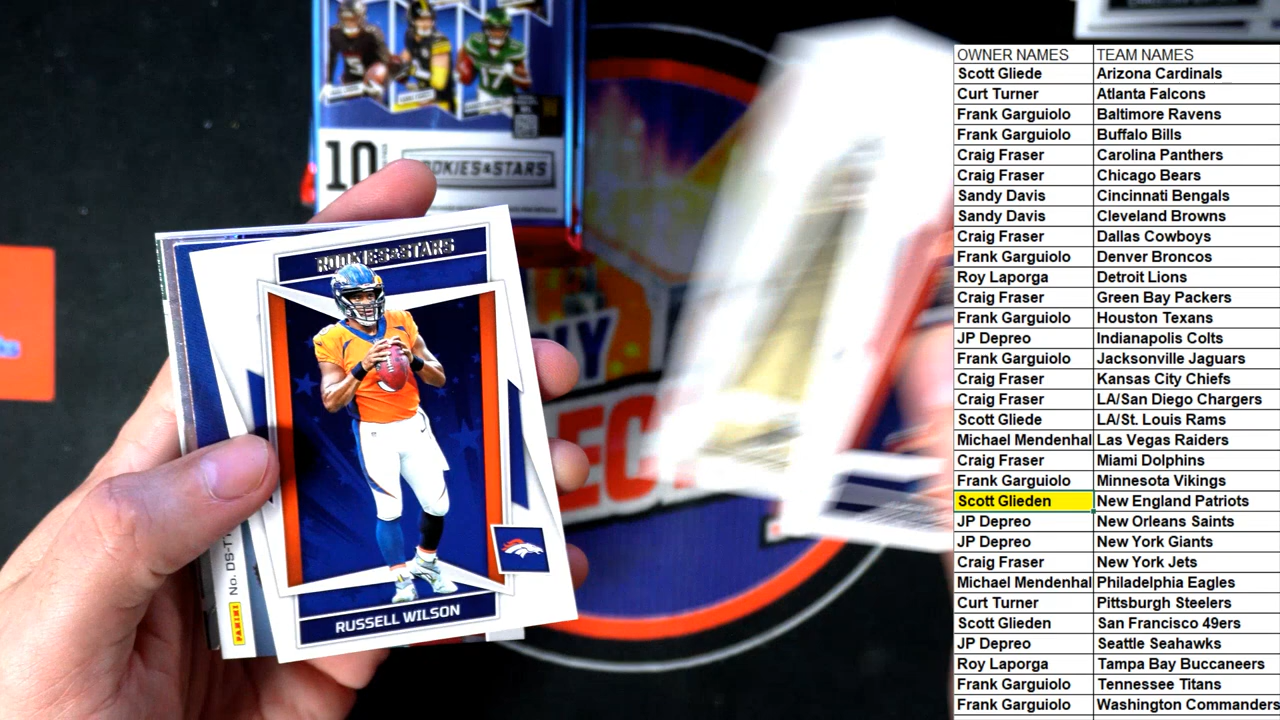 10
ROOKIES & STARS
ROOKIES & STARS
RUSSELL WILSON
No. DS-T
PANINI
NY
LEC
OWNER NAMES TEAM NAMES
Scott Gliede Arizona Cardinals
Curt Turner Atlanta Falcons
Frank Garguiolo Baltimore Ravens
Frank Garguiolo Buffalo Bills
Craig Fraser Carolina Panthers
Craig Fraser Chicago Bears
Sandy Davis Cincinnati Bengals
Sandy Davis Cleveland Browns
Craig Fraser Dallas Cowboys
Frank Garguiolo Denver Broncos
Roy Laporga Detroit Lions
Craig Fraser Green Bay Packers
Frank Garguiolo Houston Texans
JP Depreo Indianapolis Colts
Frank Garguiolo Jacksonville Jaguars
Craig Fraser Kansas City Chiefs
Craig Fraser LA/San Diego Chargers
Scott Gliede LA/St. Louis Rams
Michael Mendenhal Las Vegas Raiders
Craig Fraser Miami Dolphins
Frank Garguiolo Minnesota Vikings
Scott Glieden New England Patriots
JP Depreo New Orleans Saints
JP Depreo New York Giants
Craig Fraser New York Jets
Michael Mendenhal Philadelphia Eagles
Curt Turner Pittsburgh Steelers
Scott Glieden San Francisco 49ers
JP Depreo Seattle Seahawks
Roy Laporga Tampa Bay Buccaneers
Frank Garguiolo Tennessee Titans
Frank Garguiolo Washington Commanders